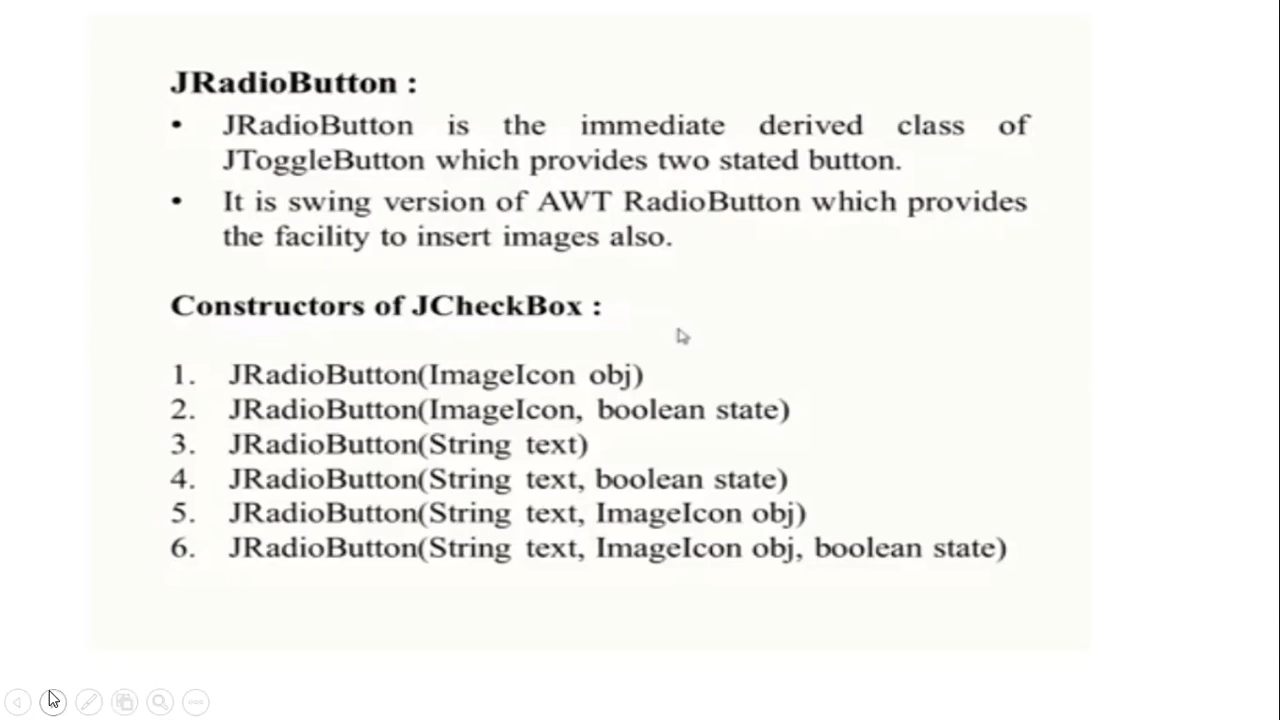 JRadioButton :
• JRadioButton is the immediate derived class of
JToggleButton which provides two stated button.
• It is swing version of AWT RadioButton which provides
the facility to insert images also.
Constructors of JCheckBox :
1. JRadioButton(ImageIcon obj)
2. JRadioButton(ImageIcon, boolean state)
3. JRadioButton(String text)
4. JRadioButton(String text, boolean state)
5. JRadioButton(String text, ImageIcon obj)
6. JRadioButton(String text, ImageIcon obj, boolean state)